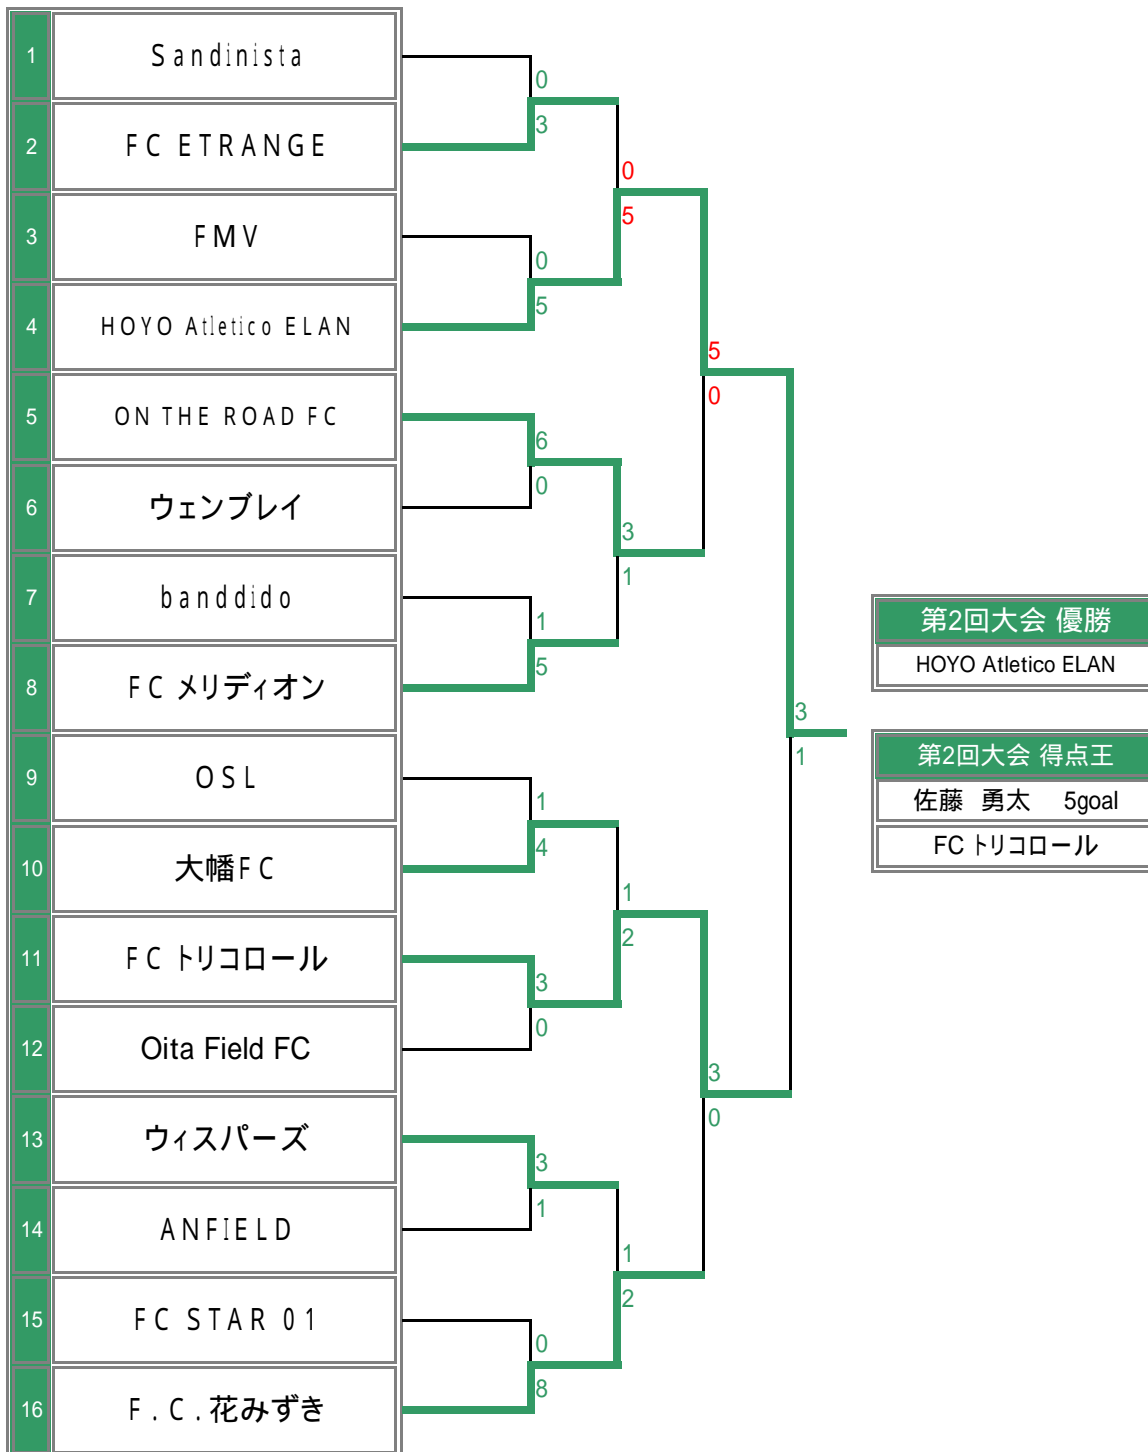 1 Sandinista
2 FC ETRANGE
3 FMV
4 HOYO Atletico ELAN
5 ON THE ROAD FC
6 ウェンブレイ
7 banddido
8 FC メリディオン
9 OSL
10 大幡FC
11 FC トリコロール
12 Oita Field FC
13 ウィスパーズ
14 ANFIELD
15 FC STAR 01
16 F.C.花みずき
0
3
0
5
6
0
1
5
1
4
3
0
3
1
0
8
0
5
3
1
1
2
1
2
5
0
3
0
3
1
第2回大会 優勝
HOYO Atletico ELAN
第2回大会 得点王
佐藤 勇太 5goal
FC トリコロール